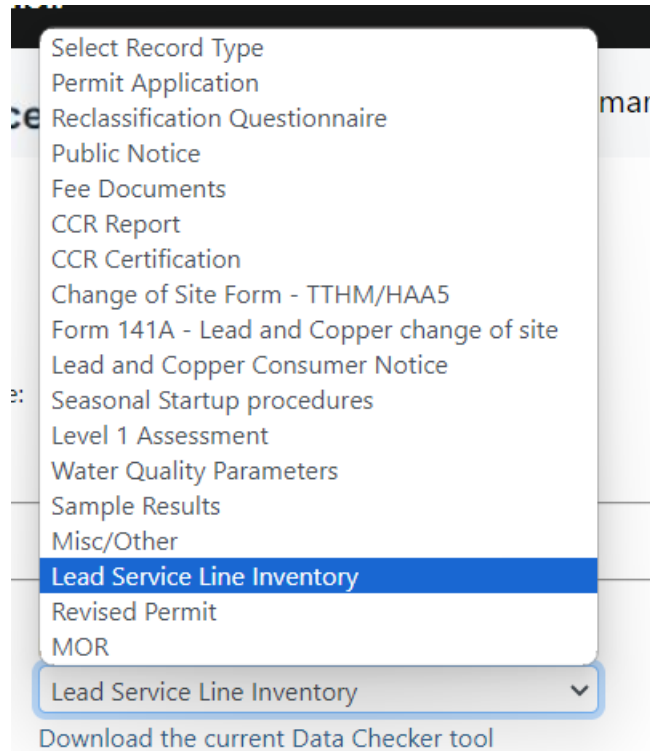 Select Record Type
Permit Application
Reclassification Questionnaire
Public Notice
Fee Documents
CCR Report
CCR Certification
Change of Site Form - TTHM/HAA5
Form 141A - Lead and Copper change of site
Lead and Copper Consumer Notice
Seasonal Startup procedures
Level 1 Assessment
Water Quality Parameters
Sample Results
Misc/Other
Lead Service Line Inventory
Revised Permit
MOR
Lead Service Line Inventory
Download the current Data Checker tool